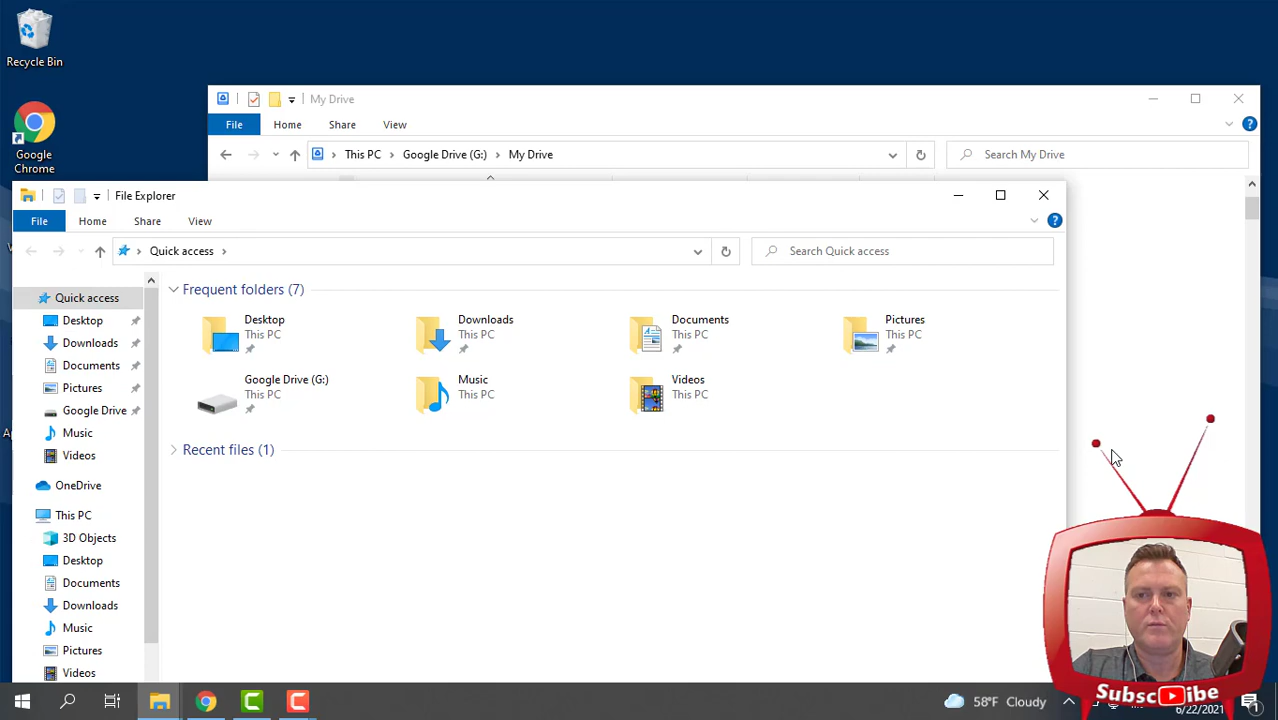 Recycle Bin
Google
Chrome
My Drive
File Home Share View
This PC Google Drive (G:) My Drive
Search My Drive
File Explorer
File Home Share View
Quick access
Search Quick access
Quick access
Desktop
Downloads
Documents
Pictures
Google Drive
Music
Videos
OneDrive
This PC
3D Objects
Desktop
Documents
Downloads
Music
Pictures
Videos
Frequent folders (7)
Desktop
This PC
Downloads
This PC
Documents
This PC
Pictures
This PC
Google Drive (G:)
This PC
Music
This PC
Videos
This PC
Recent files (1)
Subscribe
58°F Cloudy
6/22/2021
1